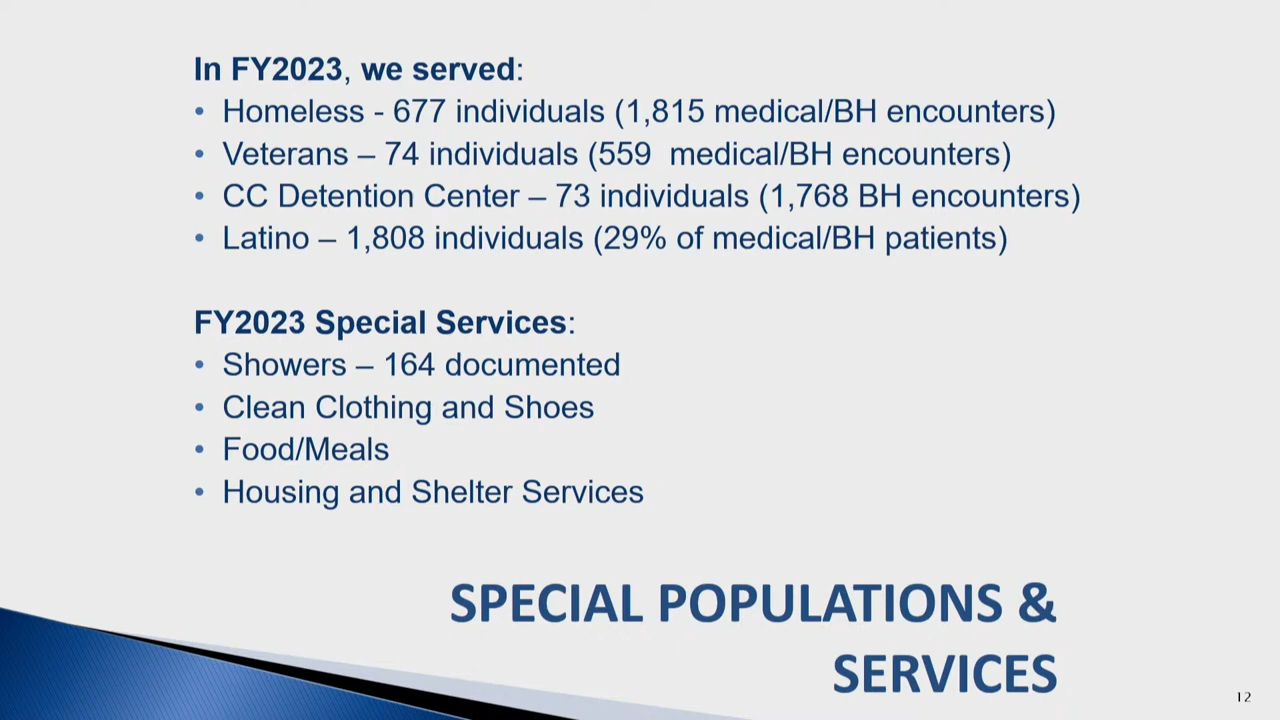 In FY2023, we served:
• Homeless - 677 individuals (1,815 medical/BH encounters)
• Veterans – 74 individuals (559  medical/BH encounters)
• CC Detention Center – 73 individuals (1,768 BH encounters)
• Latino – 1,808 individuals (29% of medical/BH patients)
FY2023 Special Services:
• Showers – 164 documented
• Clean Clothing and Shoes
• Food/Meals
• Housing and Shelter Services
SPECIAL POPULATIONS &
SERVICES
12